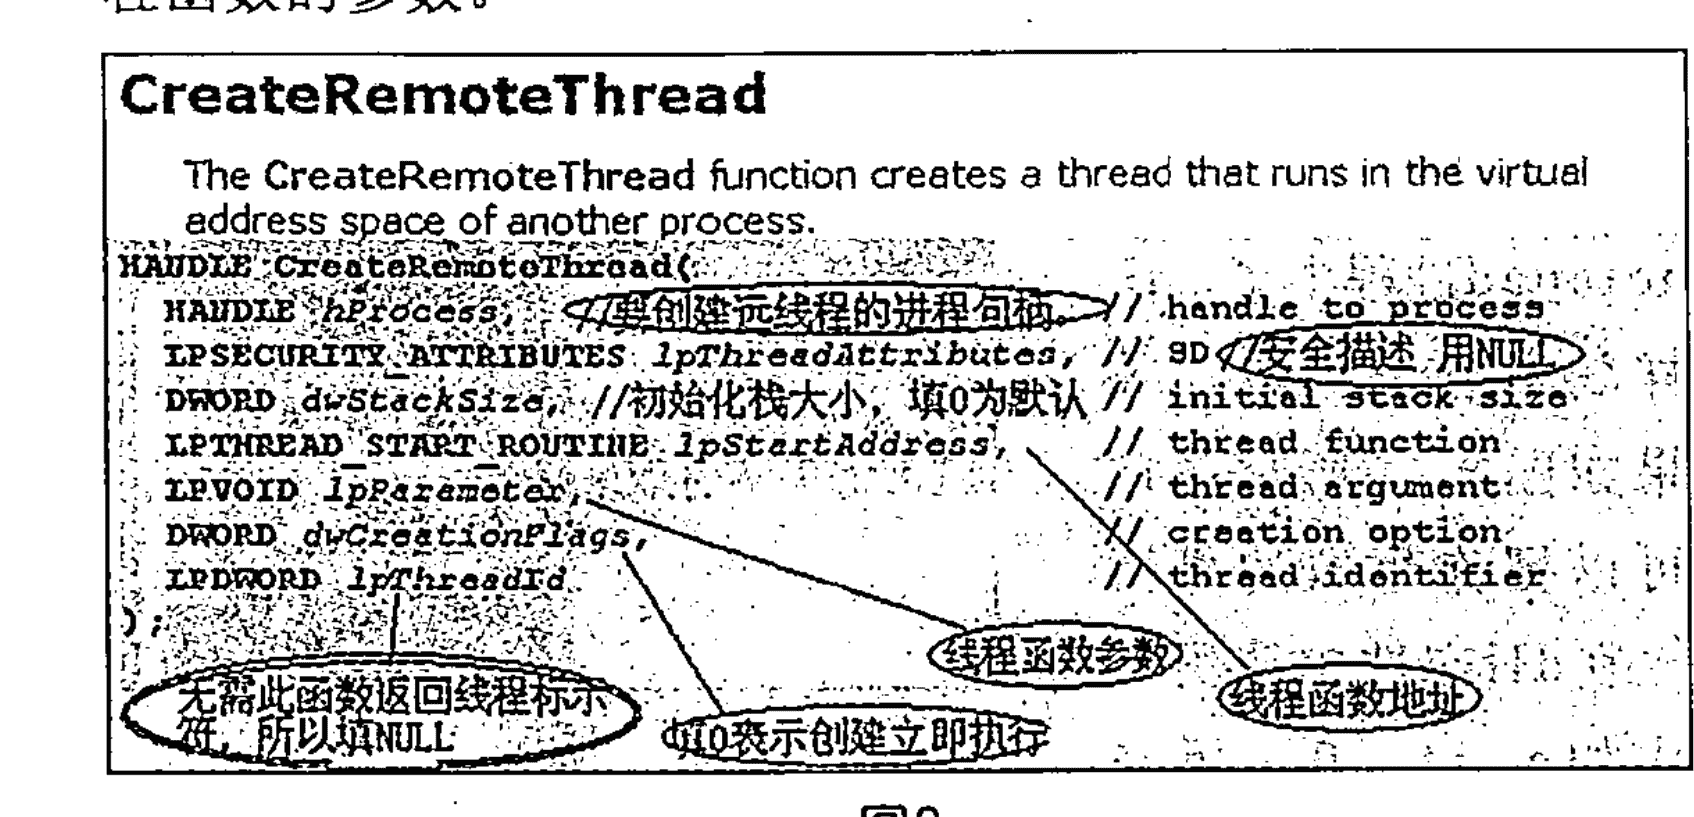 在函数的参数。
CreateRemoteThread
The CreateRemoteThread function creates a thread that runs in the virtual
address space of another process.
HANDLE CreateRemoteThread(
HANDLE hProcess, //要创建远线程的进程句柄。 // handle to process
LPSECURITY_ATTRIBUTES lpThreadAttributes, // SD //安全描述 用NULL
DWORD dwStackSize, //初始化栈大小，填0为默认 // initial stack size
LPTHREAD_START_ROUTINE lpStartAddress, // thread function
LPVOID lpParameter, // thread argument
DWORD dwCreationFlags, // creation option
LPDWORD lpThreadId // thread identifier
);
线程函数参数
线程函数地址
无需此函数返回线程标示
符，所以填NULL
填0表示创建立即执行